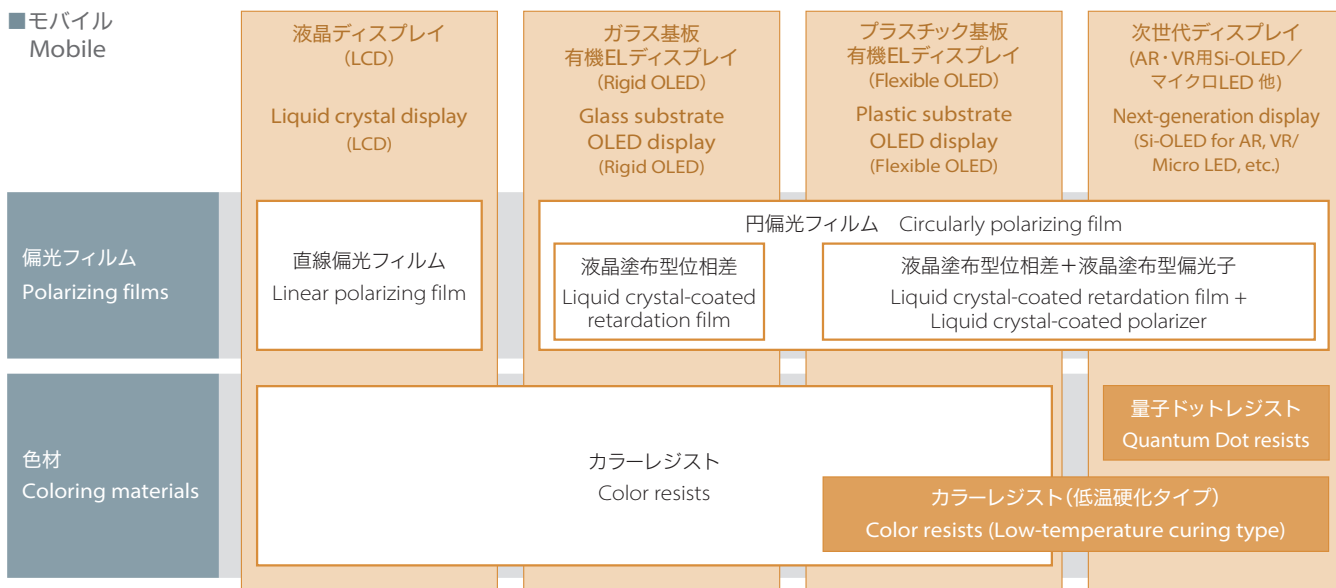 ■モバイル
Mobile
液晶ディスプレイ
(LCD)
Liquid crystal display
(LCD)
ガラス基板
有機ELディスプレイ
(Rigid OLED)
Glass substrate
OLED display
(Rigid OLED)
プラスチック基板
有機ELディスプレイ
(Flexible OLED)
Plastic substrate
OLED display
(Flexible OLED)
次世代ディスプレイ
(AR・VR用Si-OLED／
マイクロLED 他)
Next-generation display
(Si-OLED for AR, VR/
Micro LED, etc.)
偏光フィルム
Polarizing films
直線偏光フィルム
Linear polarizing film
円偏光フィルム Circularly polarizing film
液晶塗布型位相差
Liquid crystal-coated
retardation film
液晶塗布型位相差＋液晶塗布型偏光子
Liquid crystal-coated retardation film +
Liquid crystal-coated polarizer
色材
Coloring materials
カラーレジスト
Color resists
量子ドットレジスト
Quantum Dot resists
カラーレジスト（低温硬化タイプ）
Color resists (Low-temperature curing type)